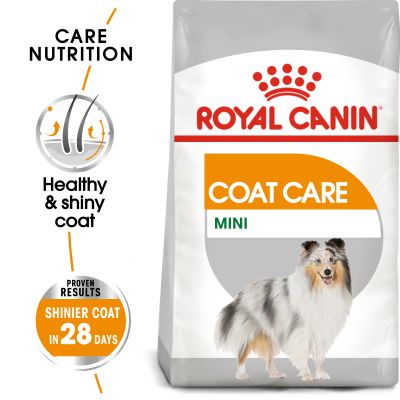 CARE
NUTRITION
Healthy
& shiny
coat
PROVEN
RESULTS
SHINIER COAT
IN 28 DAYS
ROYAL CANIN
COAT CARE
MINI